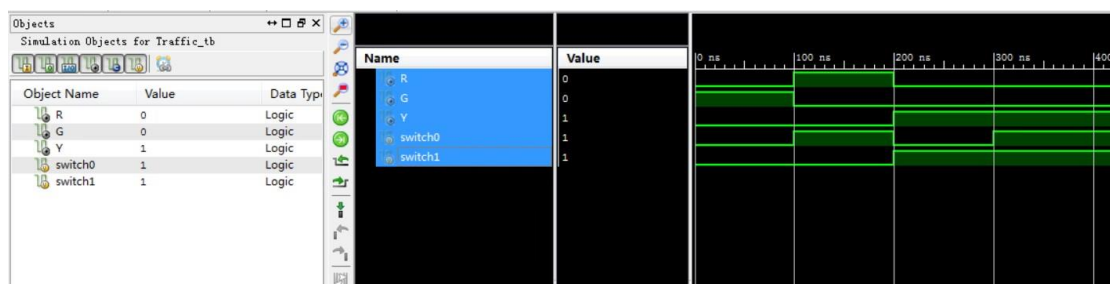 Objects
Simulation Objects for Traffic_tb
Object Name Value Data Typ
R 0 Logic
G 0 Logic
Y 1 Logic
switch0 1 Logic
switch1 1 Logic
Name Value
R 0
G 0
Y 1
switch0 1
switch1 1
0 ns 100 ns 200 ns 300 ns 400